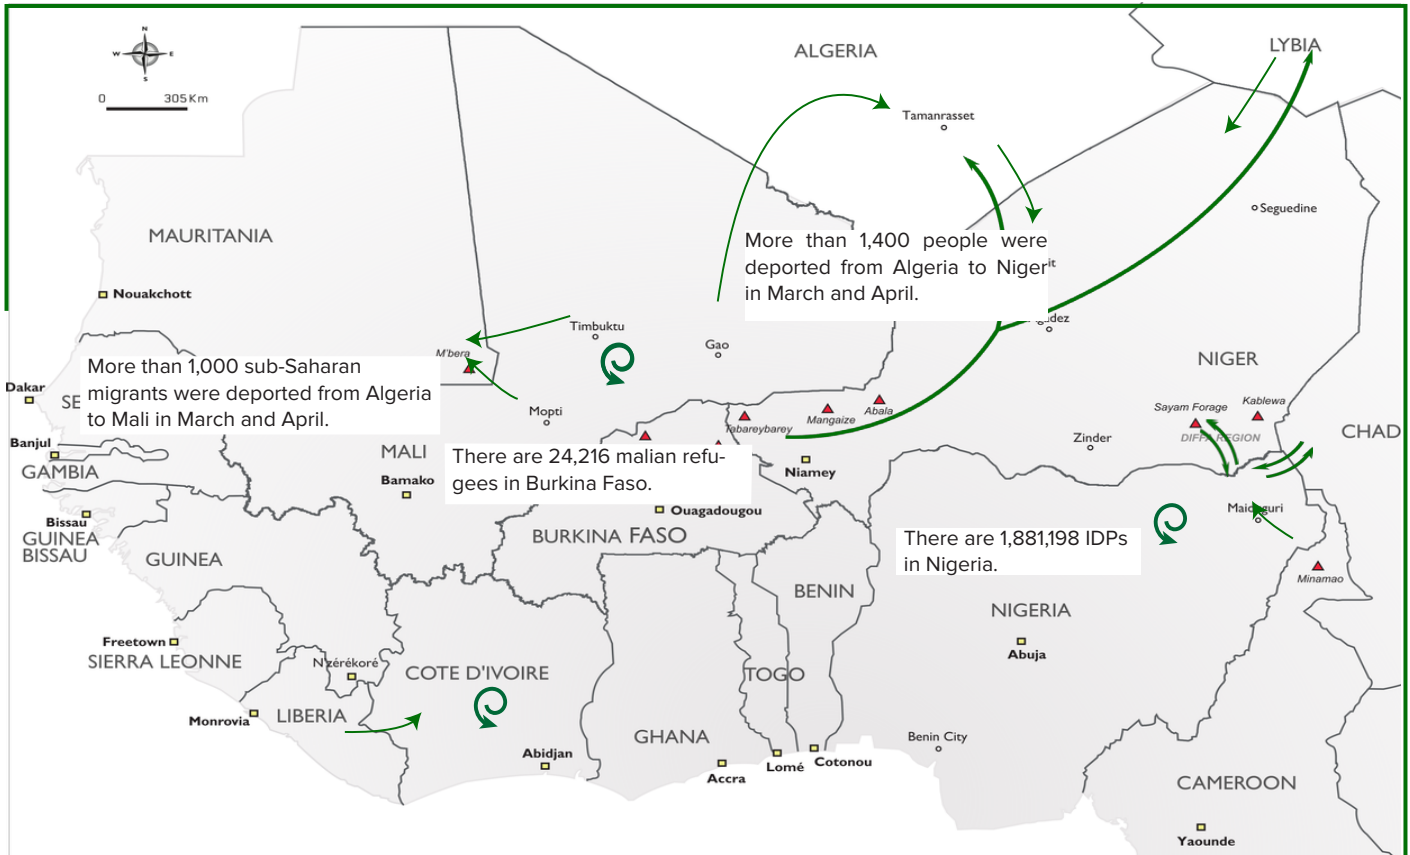 N
W E
S
0 305 Km
ALGERIA
LYBIA
Tamanrasset
Seguedine
MAURITANIA
More than 1,400 people were
deported from Algeria to Niger
in March and April.
Nouakchott
Timbuktu
Gao
M'bera
NIGER
More than 1,000 sub-Saharan
migrants were deported from Algeria
to Mali in March and April.
Dakar
Mopti
Tabareybarey
Mangaize
Abala
Sayam Forage
Kablewa
DIFFA REGION
CHAD
Zinder
Banjul
GAMBIA
MALI
Bamako
There are 24,216 malian refu-
gees in Burkina Faso.
Niamey
Ouagadougou
BURKINA FASO
Maiduguri
Bissau
GUINEA
BISSAU
GUINEA
There are 1,881,198 IDPs
in Nigeria.
Minamao
BENIN
NIGERIA
Abuja
Freetown
SIERRA LEONNE
N'zérékoré
COTE D'IVOIRE
TOGO
Monrovia
LIBERIA
GHANA
Benin City
Abidjan
Accra
Lomé
Cotonou
CAMEROON
Yaounde